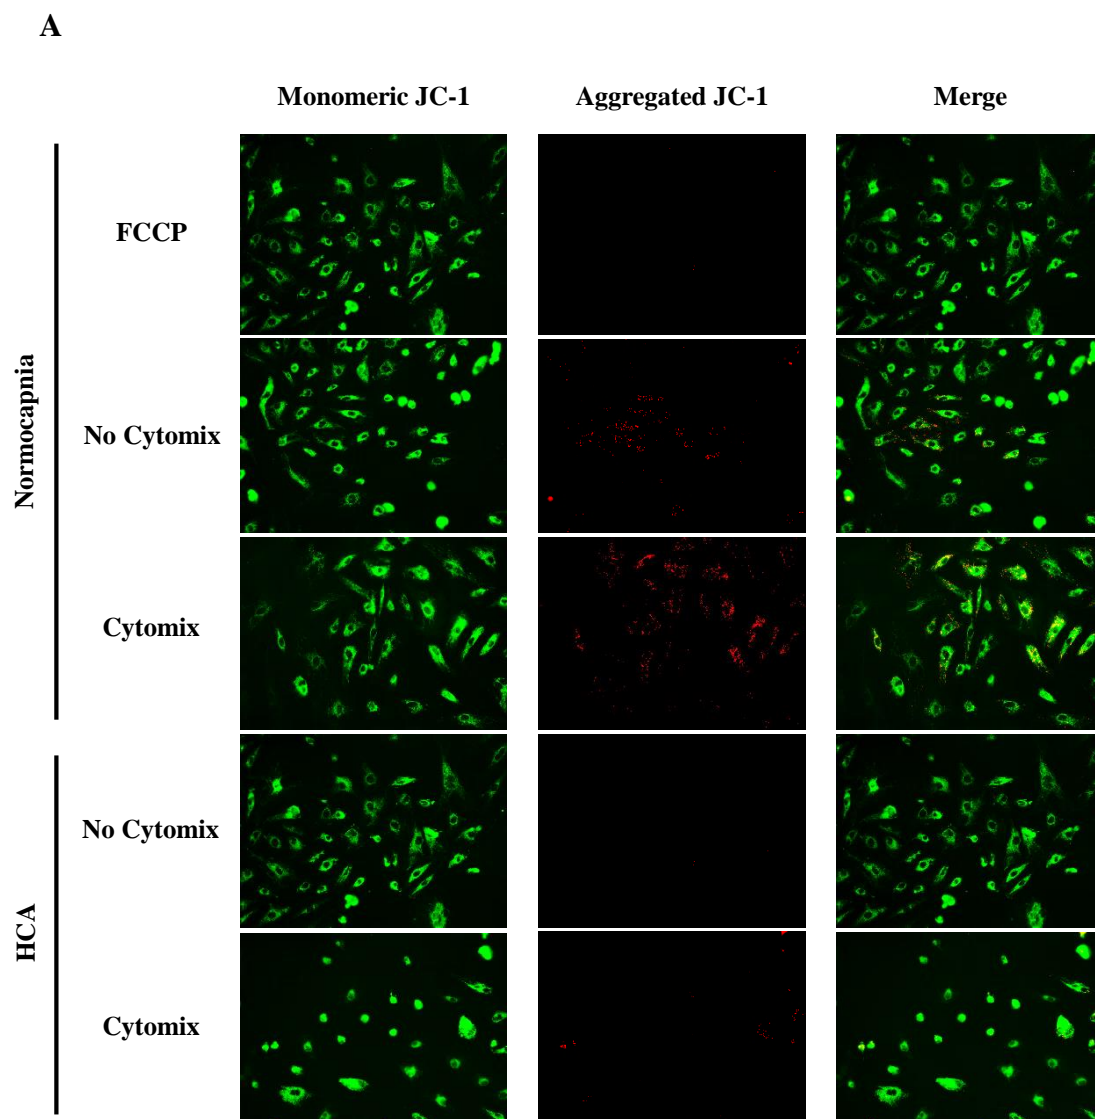 A
Monomeric JC-1 Aggregated JC-1 Merge
Normocapnia
FCCP
No Cytomix
Cytomix
HCA
No Cytomix
Cytomix